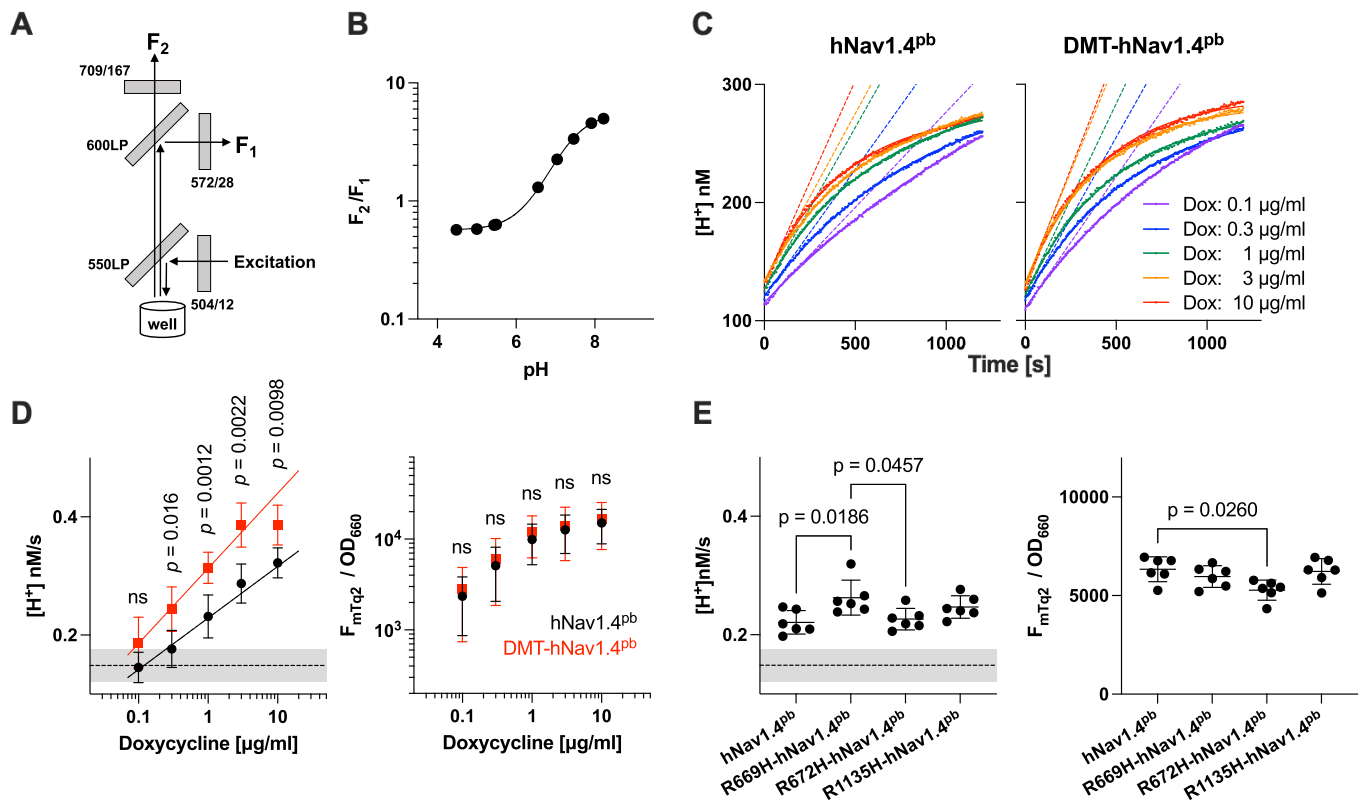 A
F2
709/167
600LP
F1
572/28
550LP
Excitation
504/12
well
B
10
1
0.1
F2 /F1
4
6
8
pH
C
hNav1.4pb
DMT-hNav1.4pb
300
200
100
[H+] nM
0
500
1000
0
500
1000
Time [s]
Dox: 0.1 µg/ml
Dox: 0.3 µg/ml
Dox: 1 µg/ml
Dox: 3 µg/ml
Dox: 10 µg/ml
D
ns
p = 0.016
p = 0.0012
p = 0.0022
p = 0.0098
0.4
0.2
[H+] nM/s
0.1
1
10
Doxycycline [µg/ml]
ns
ns
ns
ns
ns
10^4
10^3
FmTq2 / OD660
hNav1.4pb
DMT-hNav1.4pb
0.1
1
10
Doxycycline [µg/ml]
E
p = 0.0457
p = 0.0186
0.4
0.2
[H+]nM/s
hNav1.4pb
R669H-hNav1.4pb
R672H-hNav1.4pb
R1135H-hNav1.4pb
p = 0.0260
10000
5000
0
FmTq2 / OD660
hNav1.4pb
R669H-hNav1.4pb
R672H-hNav1.4pb
R1135H-hNav1.4pb